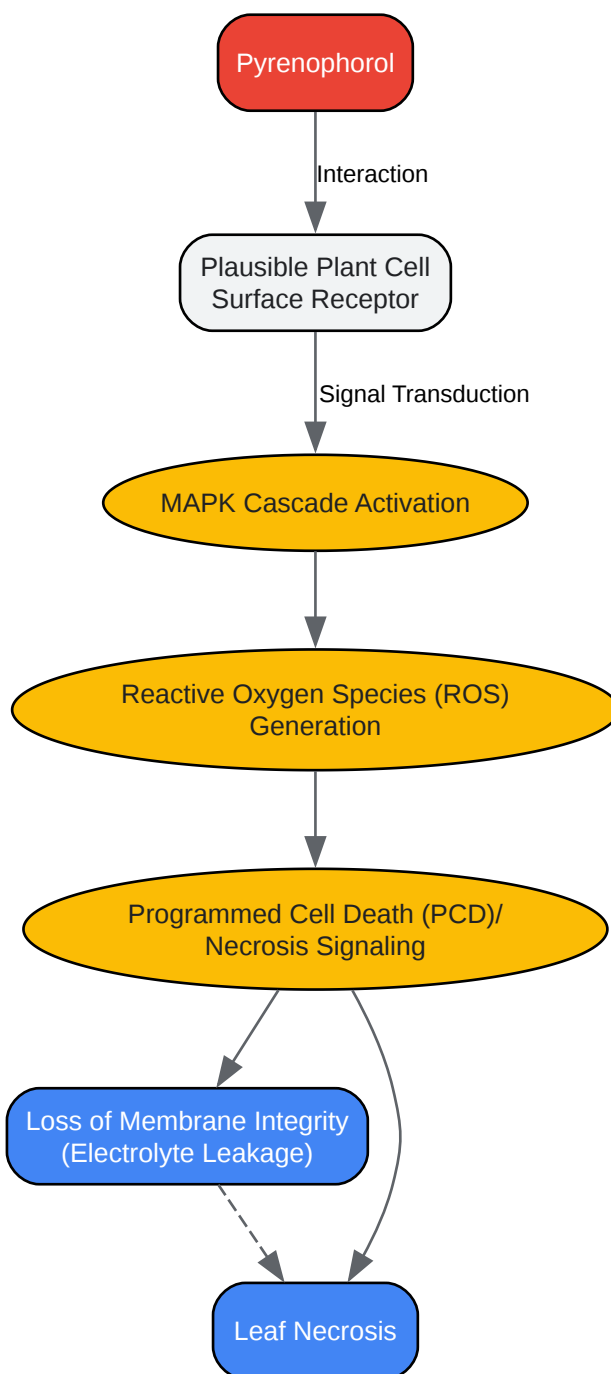 Pyrenophorol
Interaction
Plausible Plant Cell
Surface Receptor
Signal Transduction
MAPK Cascade Activation
Reactive Oxygen Species (ROS)
Generation
Programmed Cell Death (PCD)/
Necrosis Signaling
Loss of Membrane Integrity
(Electrolyte Leakage)
Leaf Necrosis